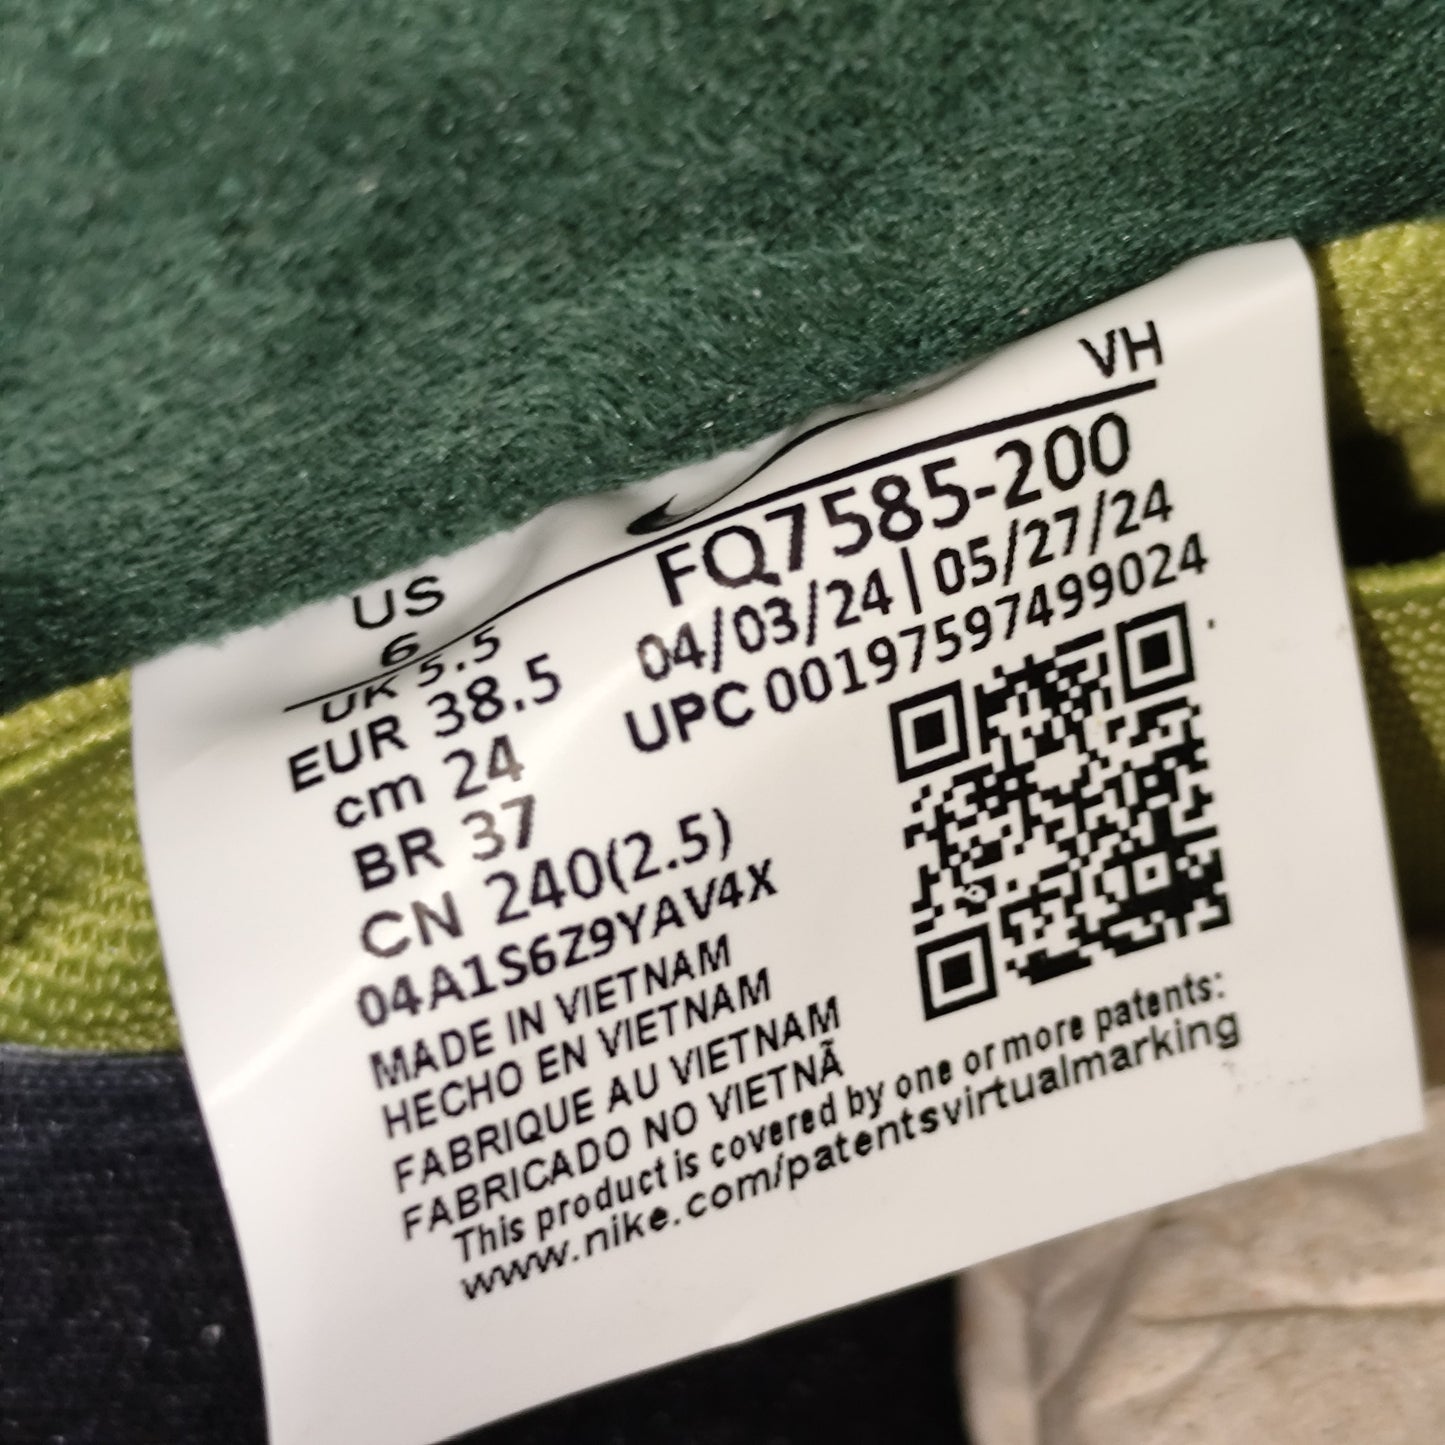 VH
US
6
UK 5.5
EUR 38.5
cm 24
BR 37
CN 240(2.5)
04A1S6Z9YAV4X
FQ7585-200
04/03/24 | 05/27/24
UPC 00197597499024
MADE IN VIETNAM
HECHO EN VIETNAM
FABRIQUE AU VIETNAM
FABRICADO NO VIETNÃ
This product is covered by one or more patents:
www.nike.com/patentsvirtualmarking